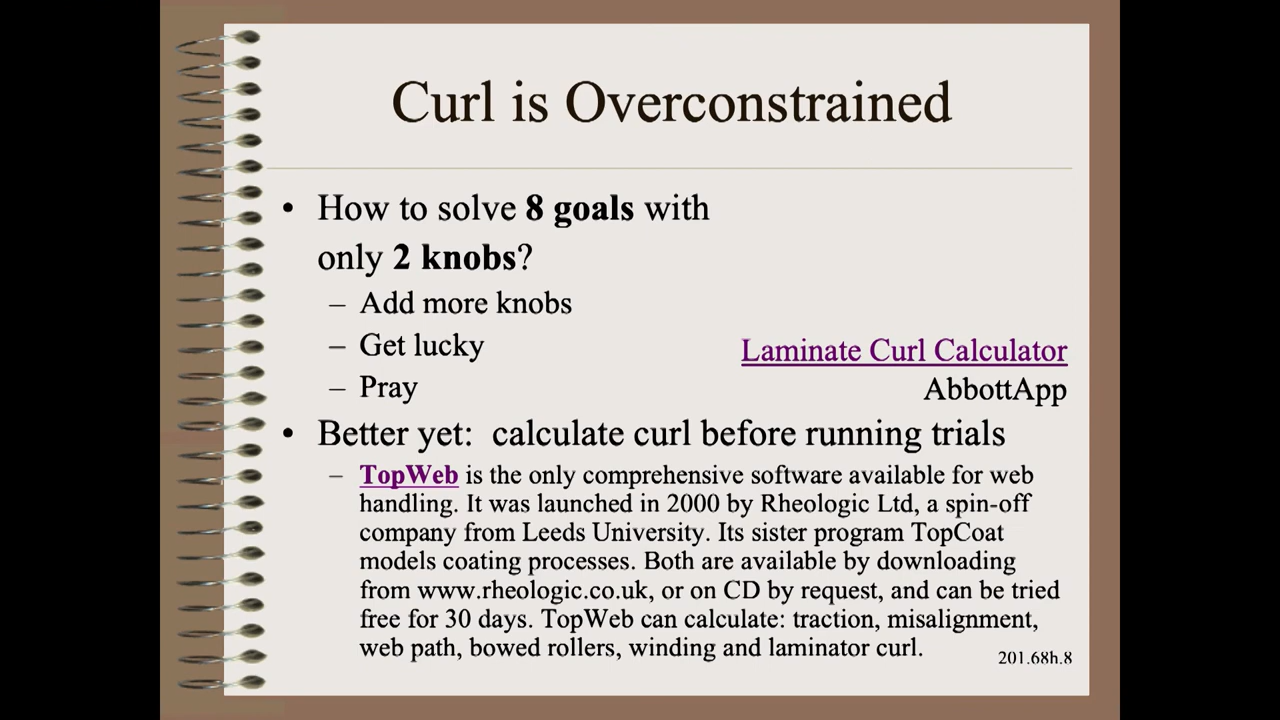 Curl is Overconstrained
• How to solve 8 goals with
only 2 knobs?
– Add more knobs
– Get lucky
– Pray
Laminate Curl Calculator
AbbottApp
• Better yet: calculate curl before running trials
– TopWeb is the only comprehensive software available for web
handling. It was launched in 2000 by Rheologic Ltd, a spin-off
company from Leeds University. Its sister program TopCoat
models coating processes. Both are available by downloading
from www.rheologic.co.uk, or on CD by request, and can be tried
free for 30 days. TopWeb can calculate: traction, misalignment,
web path, bowed rollers, winding and laminator curl.
201.68h.8